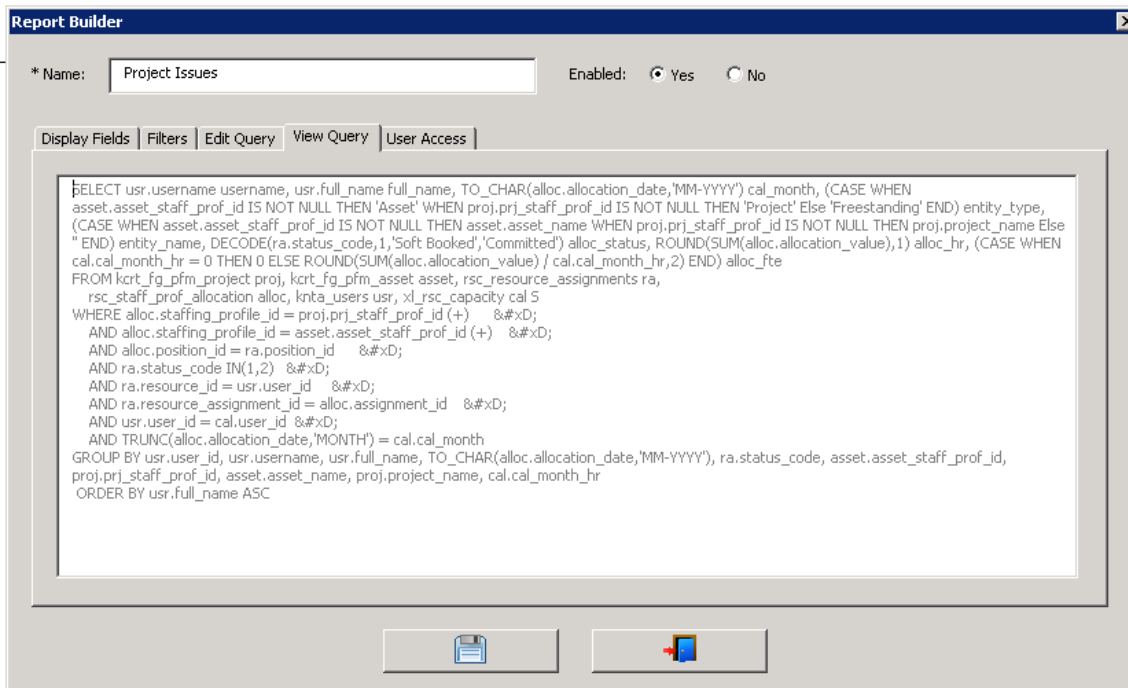 Report Builder
* Name: Project Issues Enabled: Yes No
Display Fields Filters Edit Query View Query User Access
SELECT usr.username username, usr.full_name full_name, TO_CHAR(alloc.allocation_date,'MM-YYYY') cal_month, (CASE WHEN
asset.asset_staff_prof_id IS NOT NULL THEN 'Asset' WHEN proj.prj_staff_prof_id IS NOT NULL THEN 'Project' Else 'Freestanding' END) entity_type,
(CASE WHEN asset.asset_staff_prof_id IS NOT NULL THEN asset.asset_name WHEN proj.prj_staff_prof_id IS NOT NULL THEN proj.project_name Else
'' END) entity_name, DECODE(ra.status_code,1,'Soft Booked','Committed') alloc_status, ROUND(SUM(alloc.allocation_value),1) alloc_hr, (CASE WHEN
cal.cal_month_hr = 0 THEN 0 ELSE ROUND(SUM(alloc.allocation_value) / cal.cal_month_hr,2) END) alloc_fte
FROM kcrt_fg_pfm_project proj, kcrt_fg_pfm_asset asset, rsc_resource_assignments ra,
rsc_staff_prof_allocation alloc, knta_users usr, xl_rsc_capacity cal S
WHERE alloc.staffing_profile_id = proj.prj_staff_prof_id (+) &#xD;
AND alloc.staffing_profile_id = asset.asset_staff_prof_id (+) &#xD;
AND alloc.position_id = ra.position_id &#xD;
AND ra.status_code IN(1,2) &#xD;
AND ra.resource_id = usr.user_id &#xD;
AND ra.resource_assignment_id = alloc.assignment_id &#xD;
AND usr.user_id = cal.user_id &#xD;
AND TRUNC(alloc.allocation_date,'MONTH') = cal.cal_month
GROUP BY usr.user_id, usr.username, usr.full_name, TO_CHAR(alloc.allocation_date,'MM-YYYY'), ra.status_code, asset.asset_staff_prof_id,
proj.prj_staff_prof_id, asset.asset_name, proj.project_name, cal.cal_month_hr
ORDER BY usr.full_name ASC